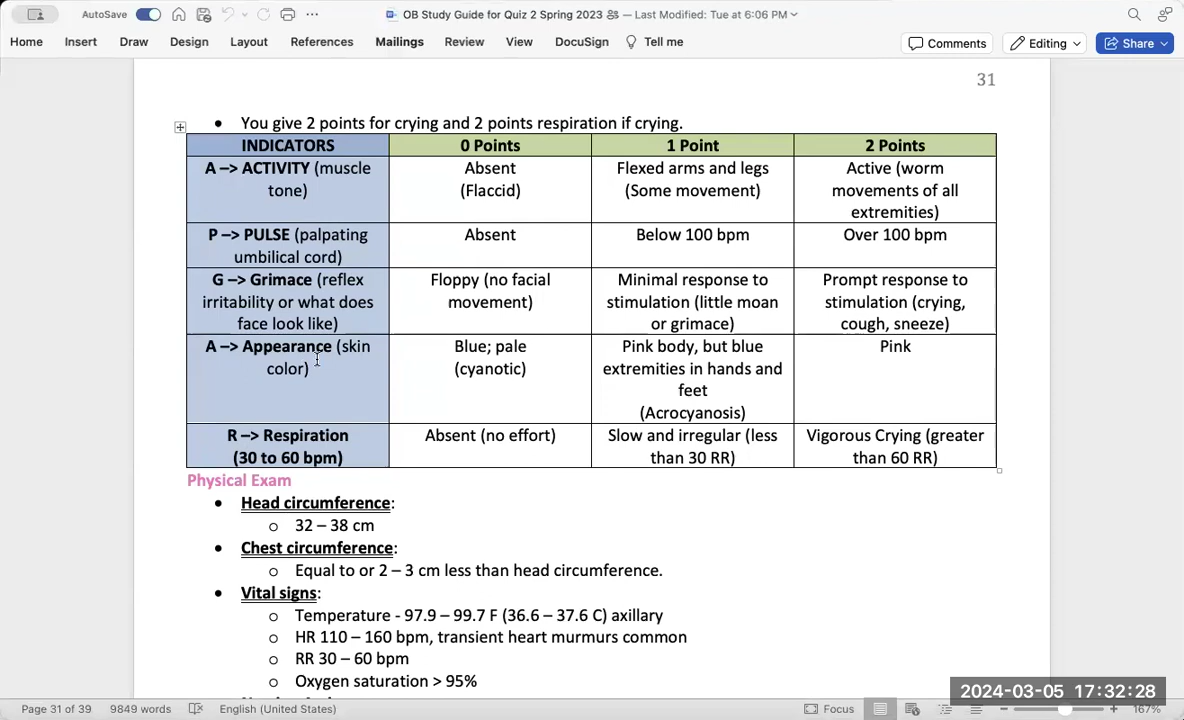 AutoSave
OB Study Guide for Quiz 2 Spring 2023 — Last Modified: Tue at 6:06 PM
Home Insert Draw Design Layout References Mailings Review View DocuSign Tell me
Comments Editing Share
31
• You give 2 points for crying and 2 points respiration if crying.
INDICATORS 0 Points 1 Point 2 Points
A –> ACTIVITY (muscle tone) Absent (Flaccid) Flexed arms and legs (Some movement) Active (worm movements of all extremities)
P –> PULSE (palpating umbilical cord) Absent Below 100 bpm Over 100 bpm
G –> Grimace (reflex irritability or what does face look like) Floppy (no facial movement) Minimal response to stimulation (little moan or grimace) Prompt response to stimulation (crying, cough, sneeze)
A –> Appearance (skin color) Blue; pale (cyanotic) Pink body, but blue extremities in hands and feet (Acrocyanosis) Pink
R –> Respiration (30 to 60 bpm) Absent (no effort) Slow and irregular (less than 30 RR) Vigorous Crying (greater than 60 RR)
Physical Exam
• Head circumference:
o 32 – 38 cm
• Chest circumference:
o Equal to or 2 – 3 cm less than head circumference.
• Vital signs:
o Temperature - 97.9 – 99.7 F (36.6 – 37.6 C) axillary
o HR 110 – 160 bpm, transient heart murmurs common
o RR 30 – 60 bpm
o Oxygen saturation > 95%
2024-03-05 17:32:28
Page 31 of 39 9849 words English (United States) Focus 167%